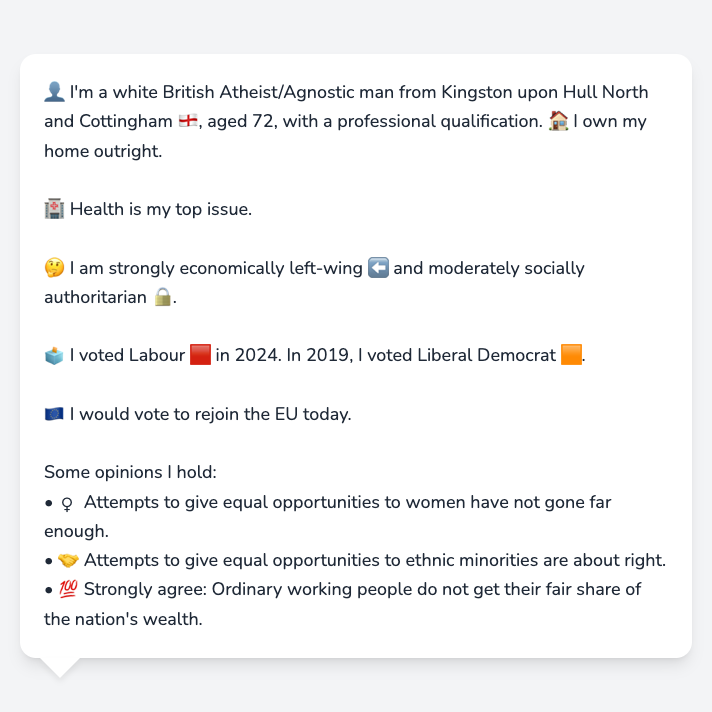 👤 I'm a white British Atheist/Agnostic man from Kingston upon Hull North
and Cottingham 🏴󠁧󠁢󠁥󠁮󠁧󠁿, aged 72, with a professional qualification. 🏠 I own my
home outright.
🏥 Health is my top issue.
🤔 I am strongly economically left-wing ⬅️ and moderately socially
authoritarian 🔒.
🗳️ I voted Labour 🟥 in 2024. In 2019, I voted Liberal Democrat 🟧.
🇪🇺 I would vote to rejoin the EU today.
Some opinions I hold:
• ♀ Attempts to give equal opportunities to women have not gone far
enough.
• 🤝 Attempts to give equal opportunities to ethnic minorities are about right.
• 💯 Strongly agree: Ordinary working people do not get their fair share of
the nation's wealth.